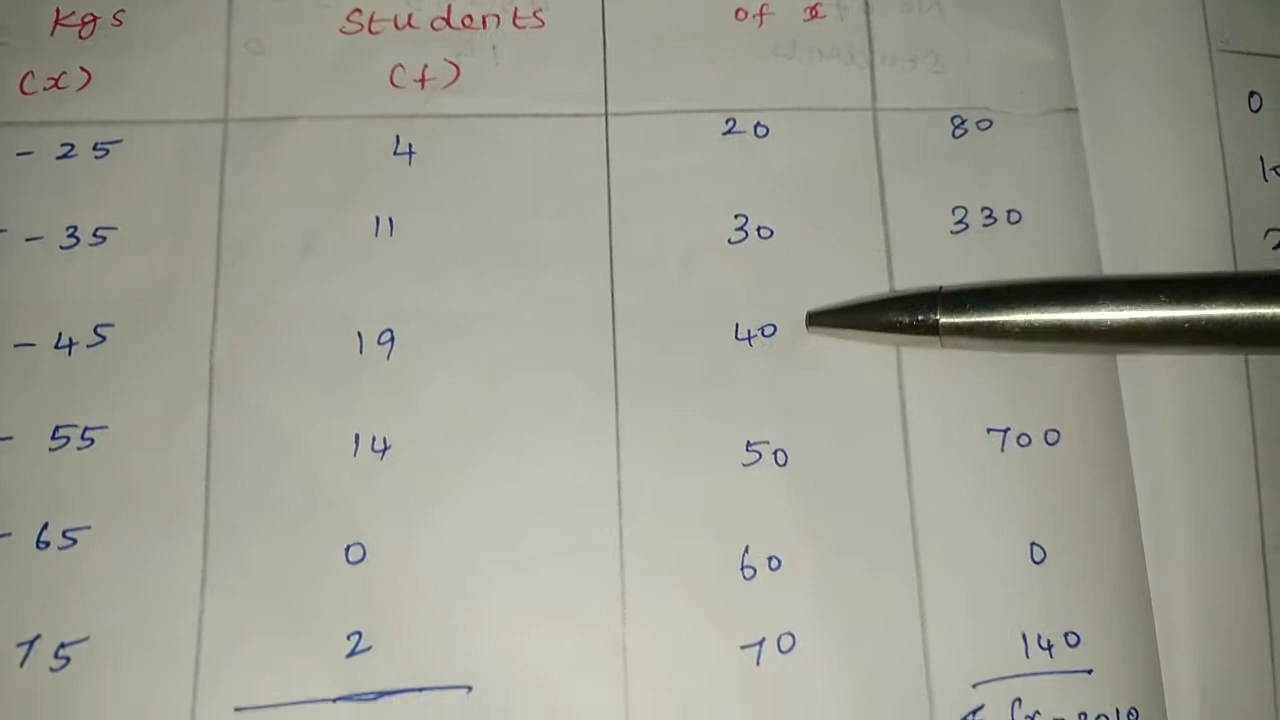 Kgs Students of x
(x) (f)
- 25 4 20 80
- 35 11 30 330
- 45 19 40
- 55 14 50 700
- 65 0 60 0
75 2 70 140
0